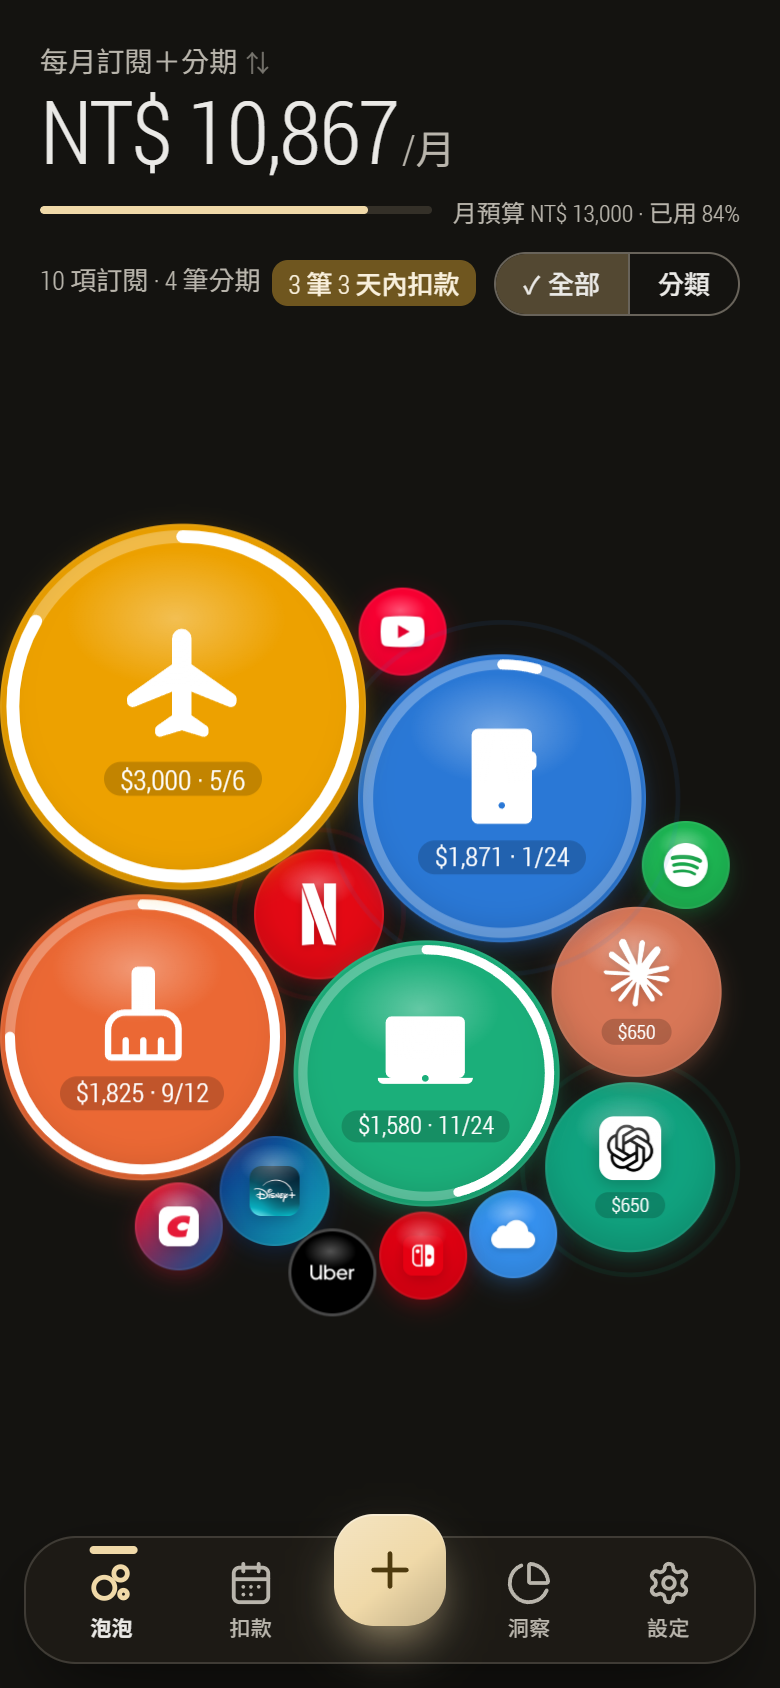 每月訂閱＋分期 ⇅
NT$ 10,867/月
月預算 NT$ 13,000 · 已用 84%
10 項訂閱 · 4 筆分期
3 筆 3 天內扣款
✓ 全部
分類
$3,000 · 5/6
$1,871 · 1/24
N
$650
$1,825 · 9/12
$1,580 · 11/24
$650
Disney+
C
Uber
泡泡
扣款
+
洞察
設定